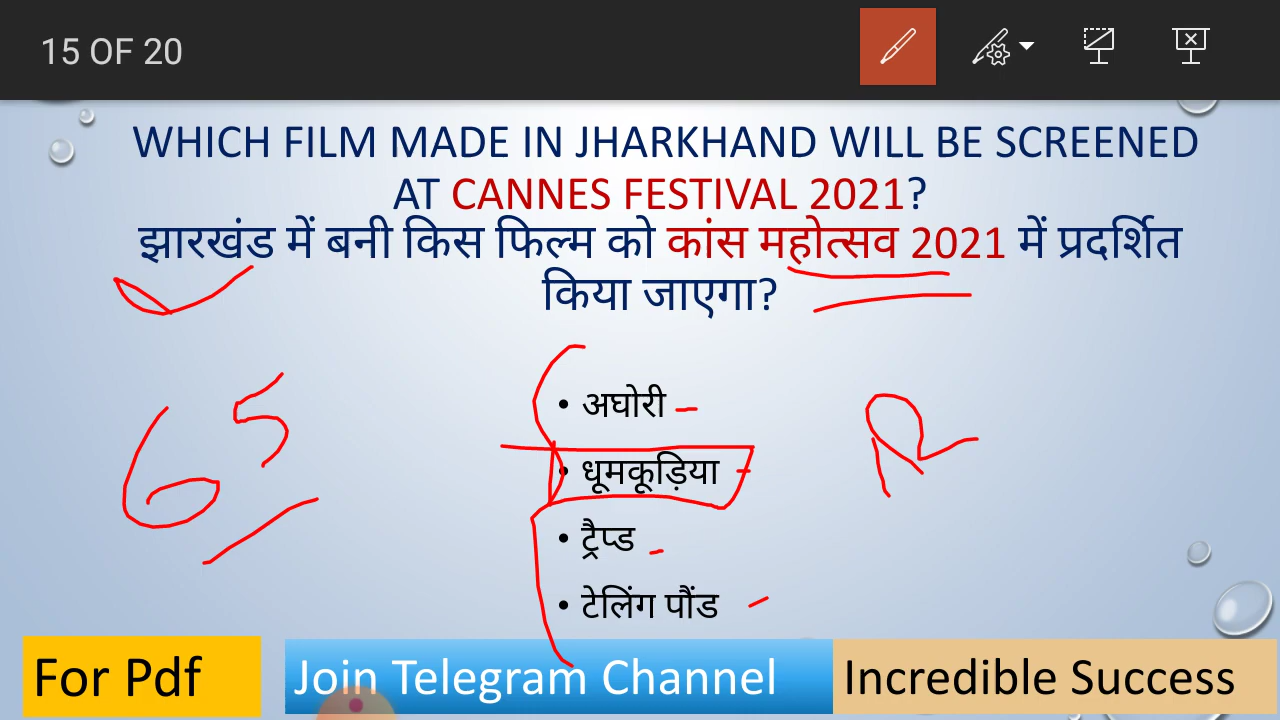 15 OF 20
WHICH FILM MADE IN JHARKHAND WILL BE SCREENED
AT CANNES FESTIVAL 2021?
झारखंड में बनी किस फिल्म को कांस महोत्सव 2021 में प्रदर्शित
किया जाएगा?
• अघोरी
• धूमकूड़िया
• ट्रैप्ड
• टेलिंग पौंड
65
R
For Pdf
Join Telegram Channel
Incredible Success